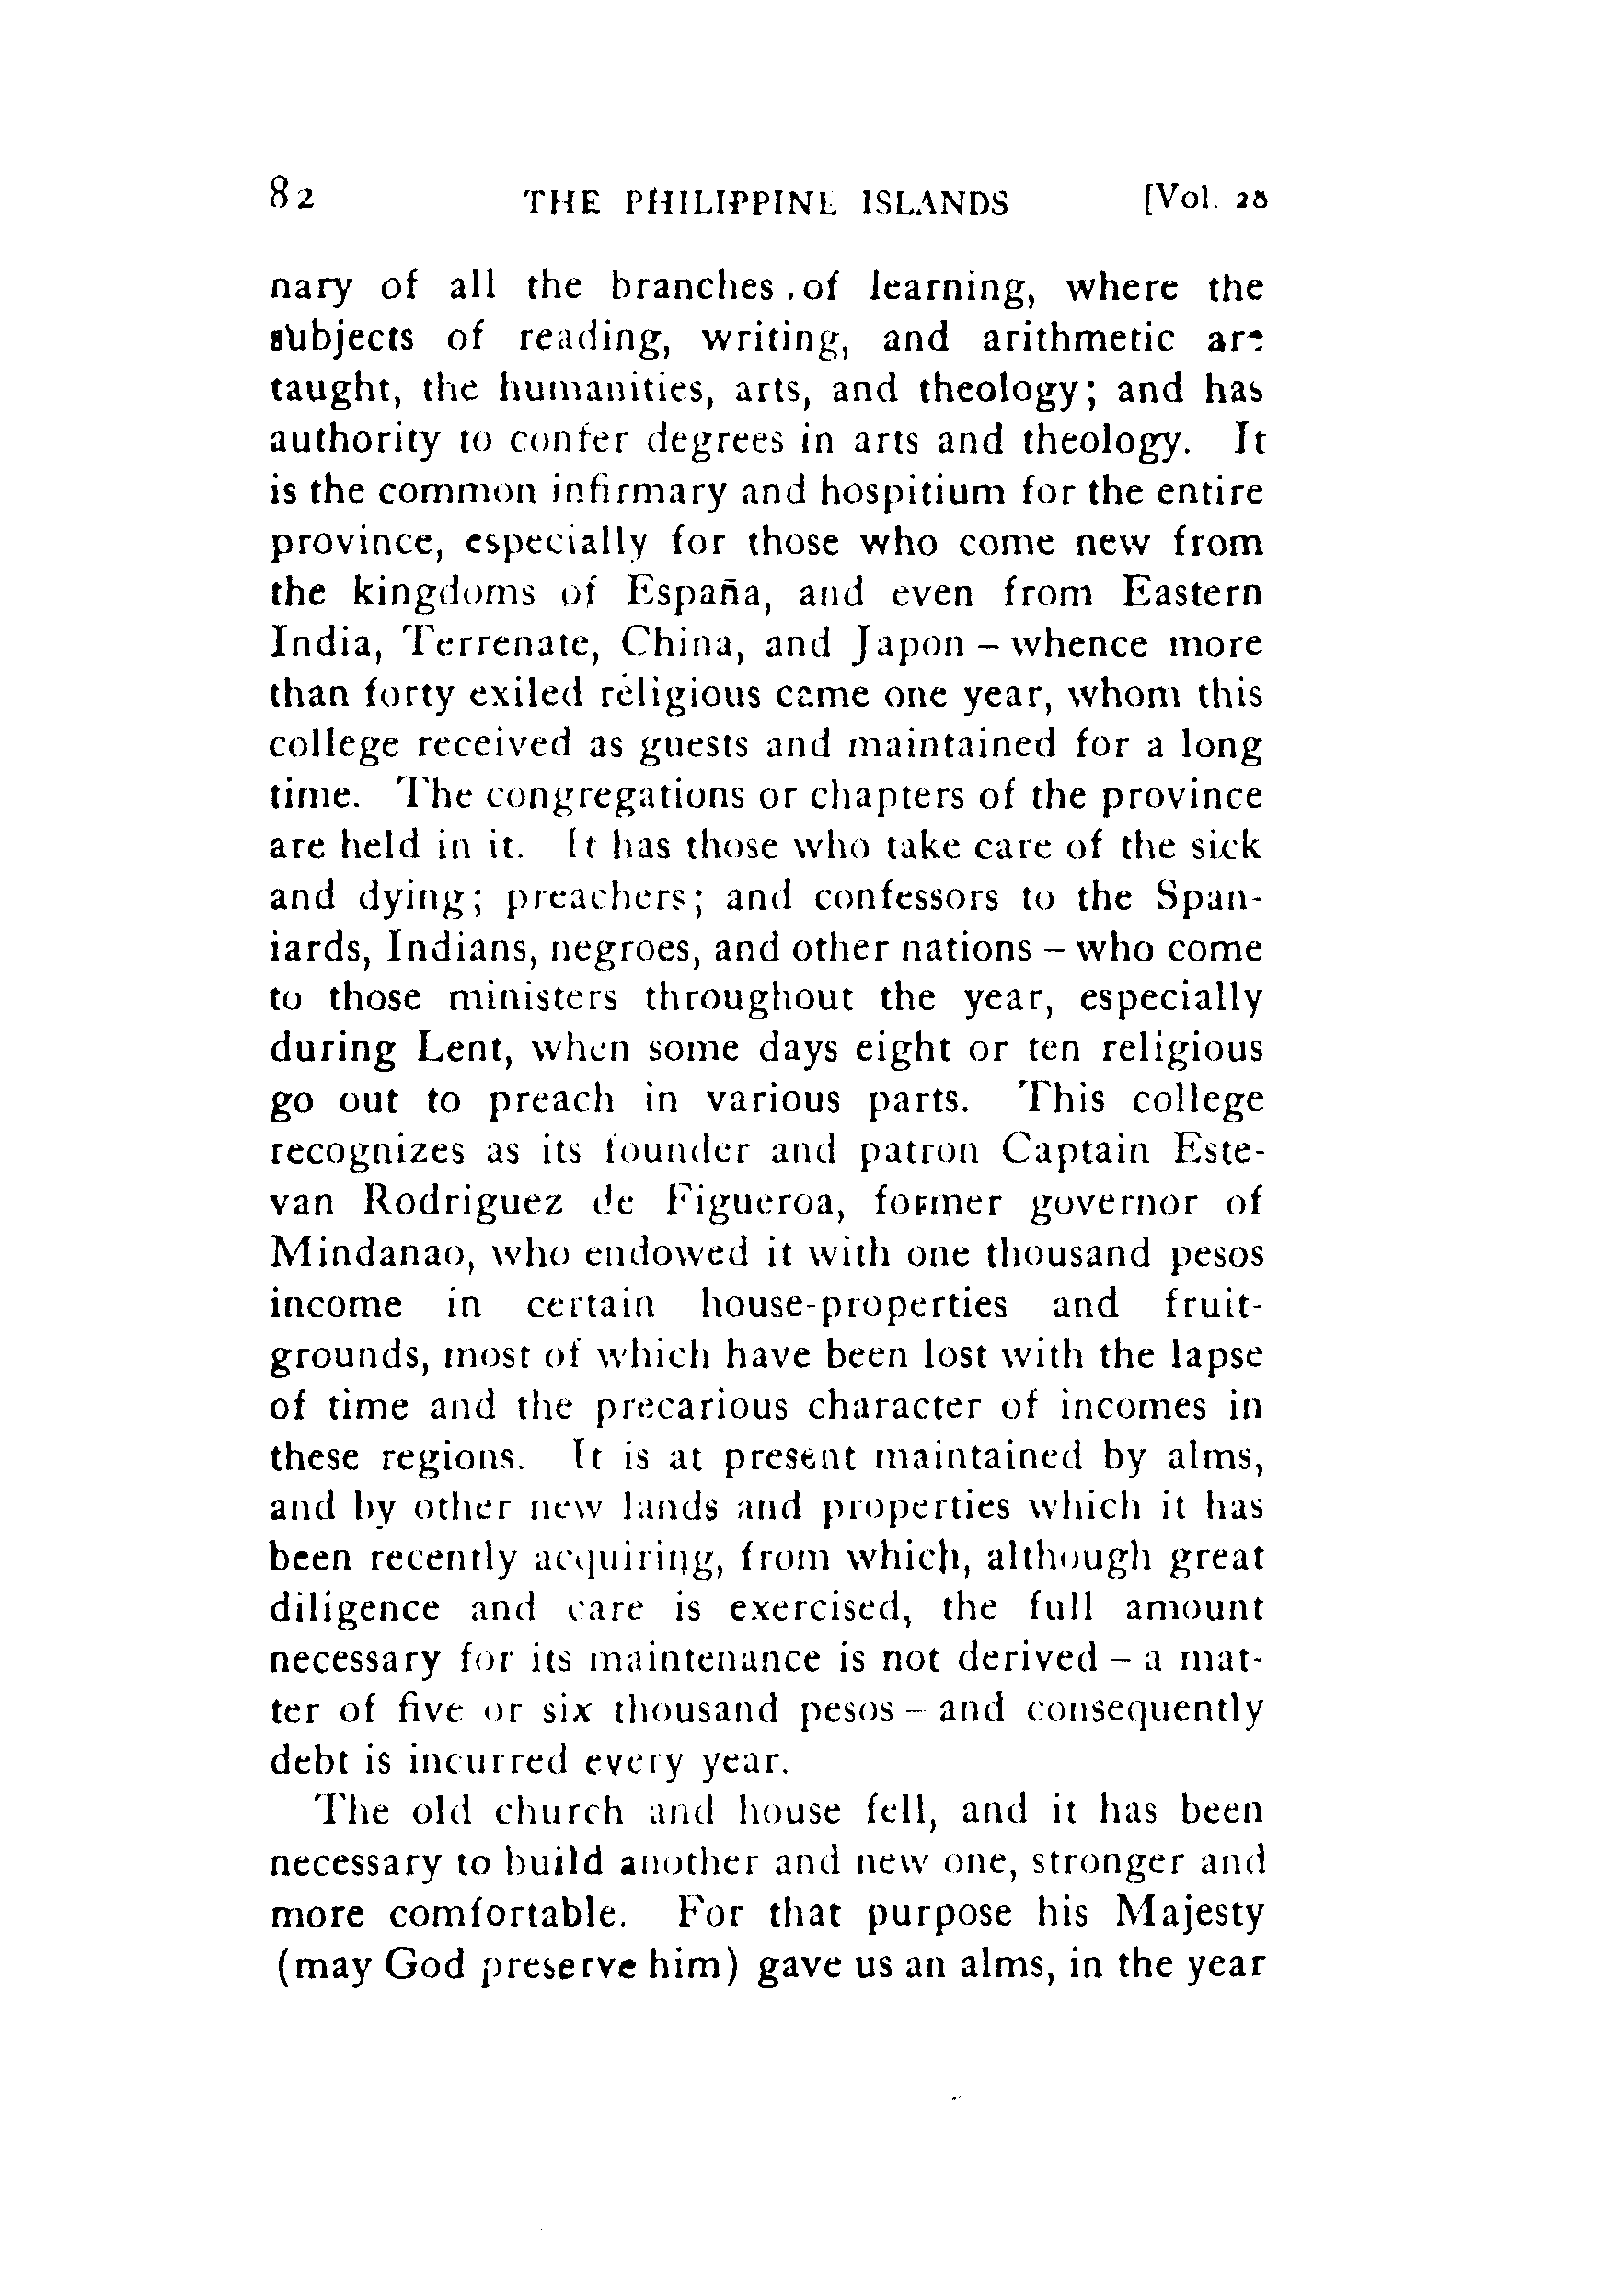 82 THE PHILIPPINE ISLANDS [Vol. 28
nary of all the branches of learning, where the
subjects of reading, writing, and arithmetic are
taught, the humanities, arts, and theology; and has
authority to confer degrees in arts and theology. It
is the common infirmary and hospitium for the entire
province, especially for those who come new from
the kingdoms of España, and even from Eastern
India, Terrenate, China, and Japon – whence more
than forty exiled religious came one year, whom this
college received as guests and maintained for a long
time. The congregations or chapters of the province
are held in it. It has those who take care of the sick
and dying; preachers; and confessors to the Span-
iards, Indians, negroes, and other nations – who come
to those ministers throughout the year, especially
during Lent, when some days eight or ten religious
go out to preach in various parts. This college
recognizes as its founder and patron Captain Este-
van Rodriguez de Figueroa, former governor of
Mindanao, who endowed it with one thousand pesos
income in certain house-properties and fruit-
grounds, most of which have been lost with the lapse
of time and the precarious character of incomes in
these regions. It is at present maintained by alms,
and by other new lands and properties which it has
been recently acquiring, from which, although great
diligence and care is exercised, the full amount
necessary for its maintenance is not derived – a mat-
ter of five or six thousand pesos – and consequently
debt is incurred every year.
The old church and house fell, and it has been
necessary to build another and new one, stronger and
more comfortable. For that purpose his Majesty
(may God preserve him) gave us an alms, in the year